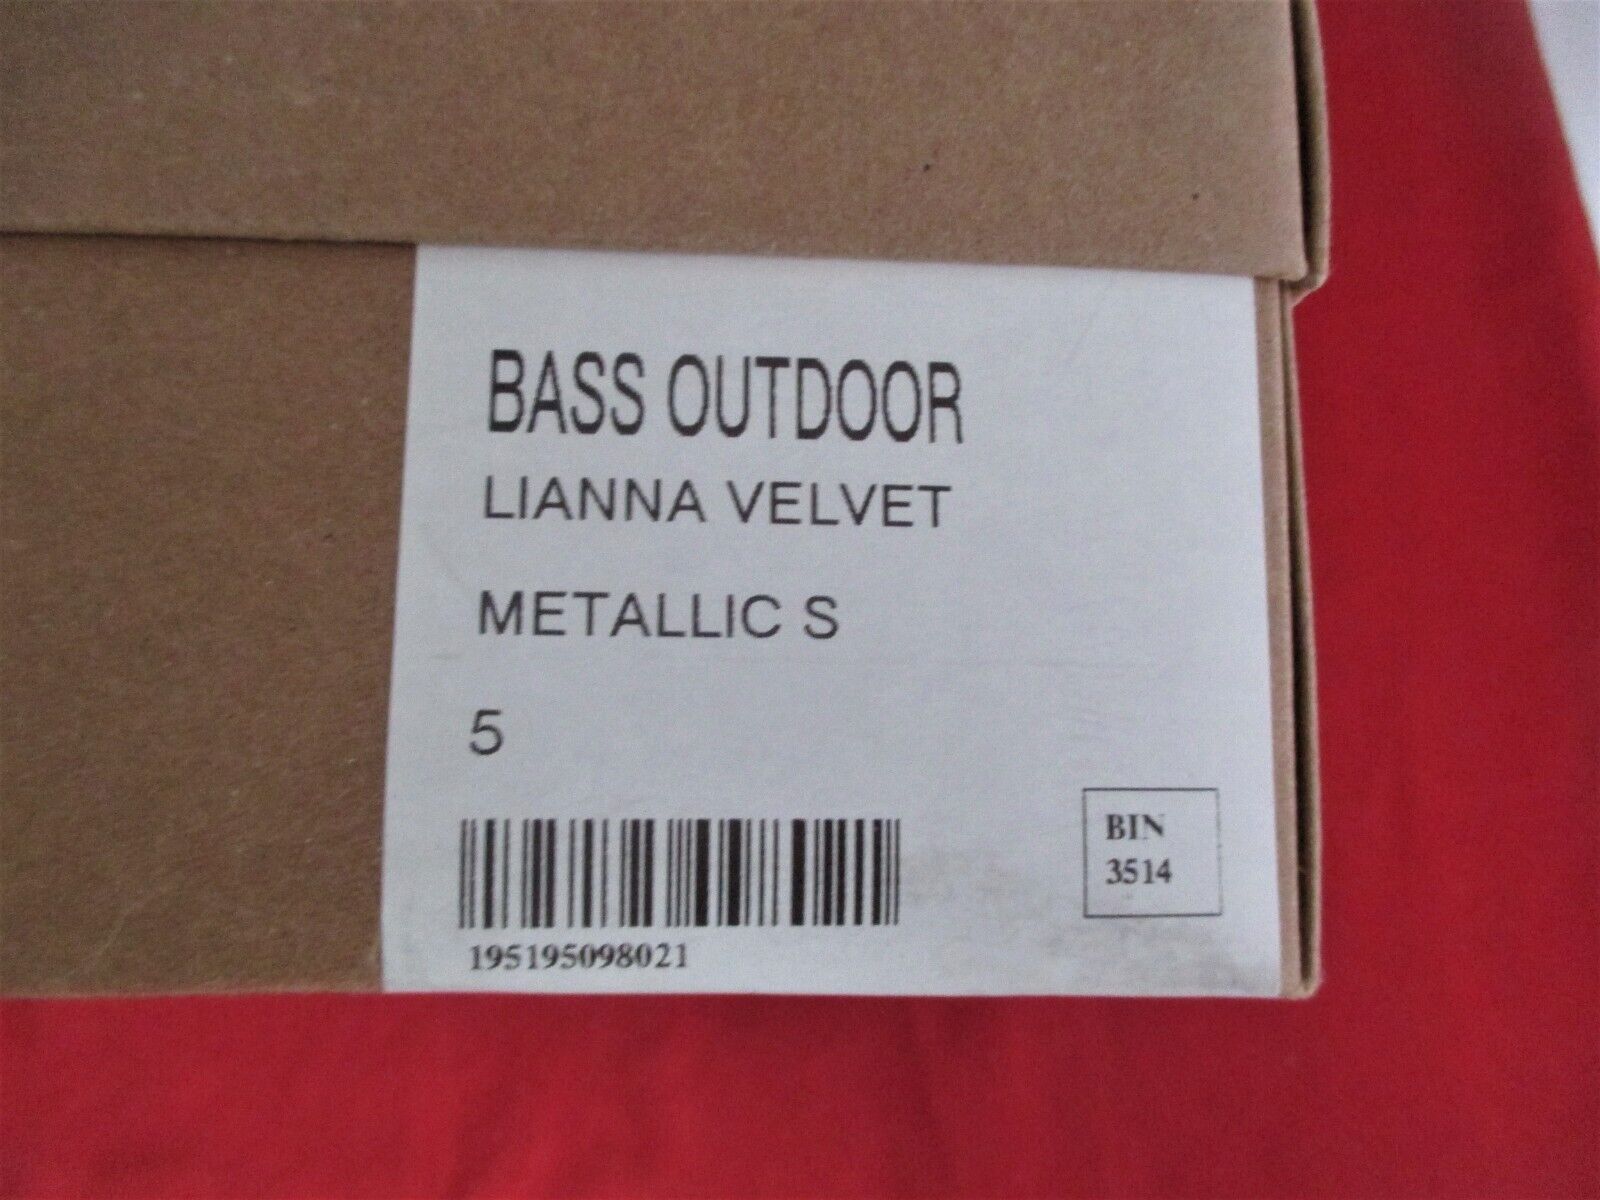 BASS OUTDOOR
LIANNA VELVET
METALLIC S
5
BIN
3514
195195098021